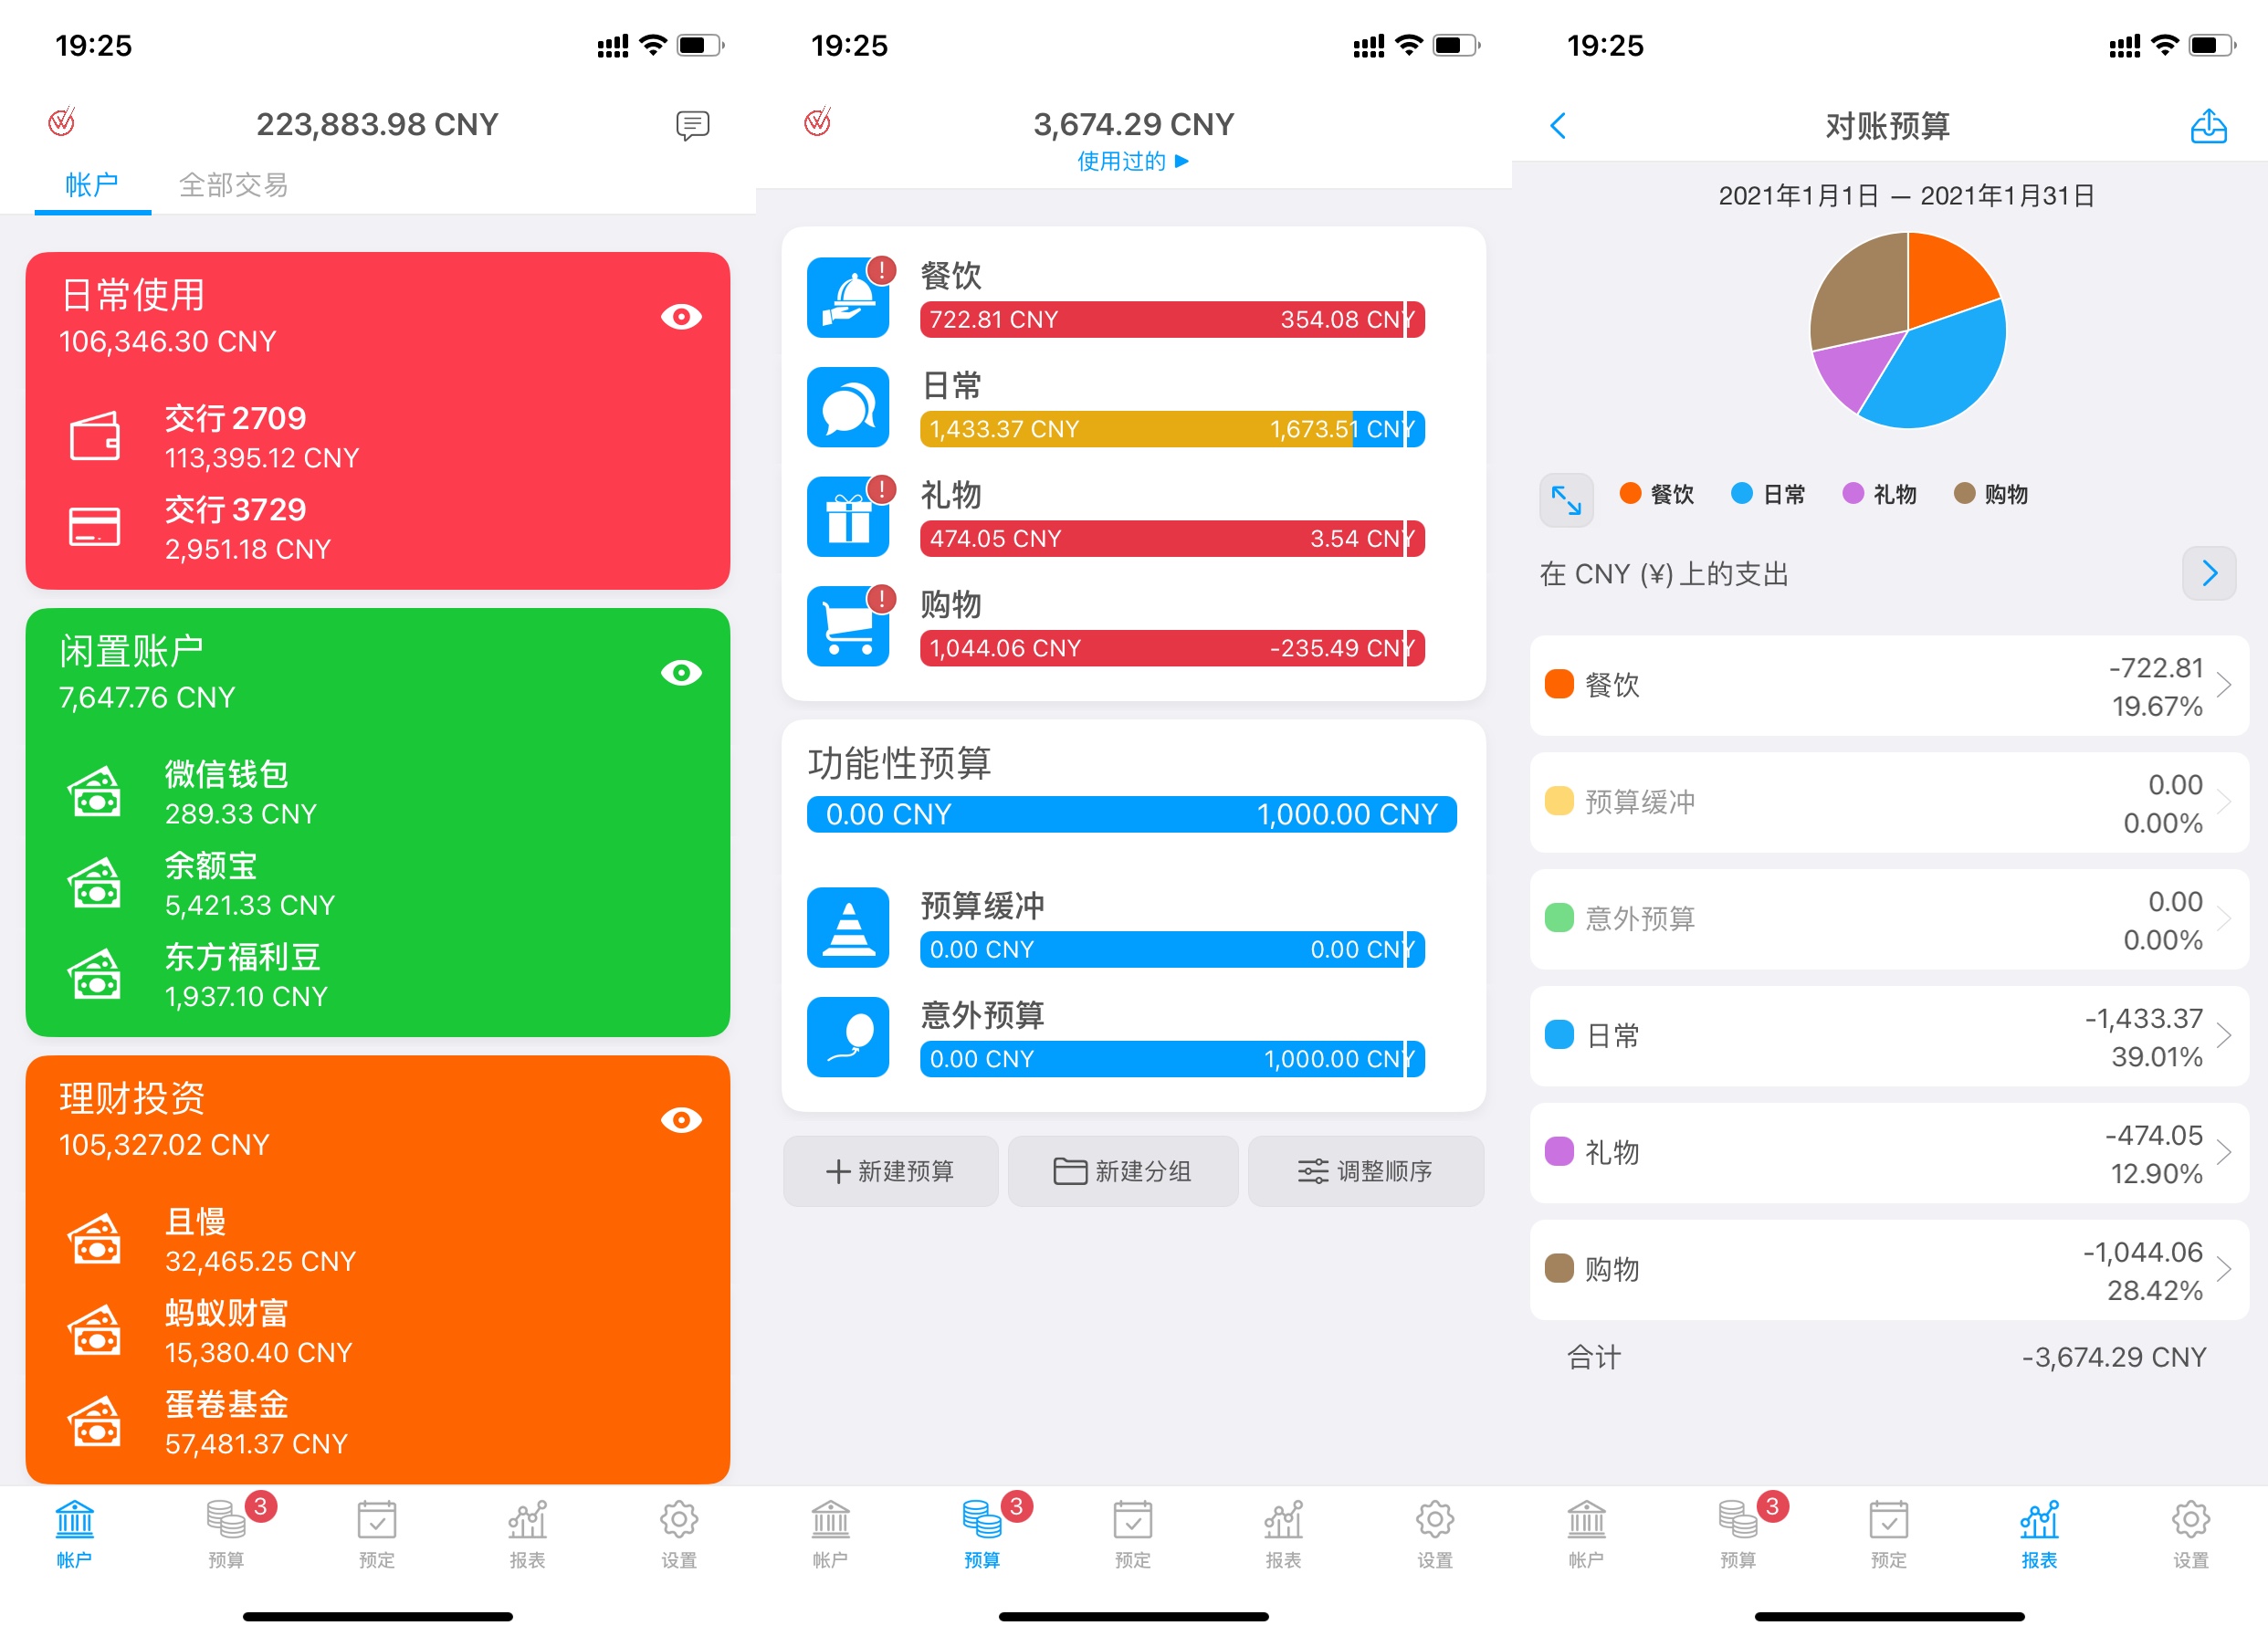 19:25
223,883.98 CNY
帐户
全部交易
日常使用
106,346.30 CNY
交行 2709
113,395.12 CNY
交行 3729
2,951.18 CNY
闲置账户
7,647.76 CNY
微信钱包
289.33 CNY
余额宝
5,421.33 CNY
东方福利豆
1,937.10 CNY
理财投资
105,327.02 CNY
且慢
32,465.25 CNY
蚂蚁财富
15,380.40 CNY
蛋卷基金
57,481.37 CNY
3
帐户
预算
预定
报表
设置
19:25
3,674.29 CNY
使用过的 ▶
餐饮
722.81 CNY 354.08 CNY
日常
1,433.37 CNY 1,673.51 CNY
礼物
474.05 CNY 3.54 CNY
购物
1,044.06 CNY -235.49 CNY
功能性预算
0.00 CNY 1,000.00 CNY
预算缓冲
0.00 CNY 0.00 CNY
意外预算
0.00 CNY 1,000.00 CNY
新建预算
新建分组
调整顺序
3
帐户
预算
预定
报表
设置
19:25
对账预算
2021年1月1日 — 2021年1月31日
餐饮 日常 礼物 购物
在 CNY (¥) 上的支出
餐饮
-722.81
19.67%
预算缓冲
0.00
0.00%
意外预算
0.00
0.00%
日常
-1,433.37
39.01%
礼物
-474.05
12.90%
购物
-1,044.06
28.42%
合计 -3,674.29 CNY
3
帐户
预算
预定
报表
设置